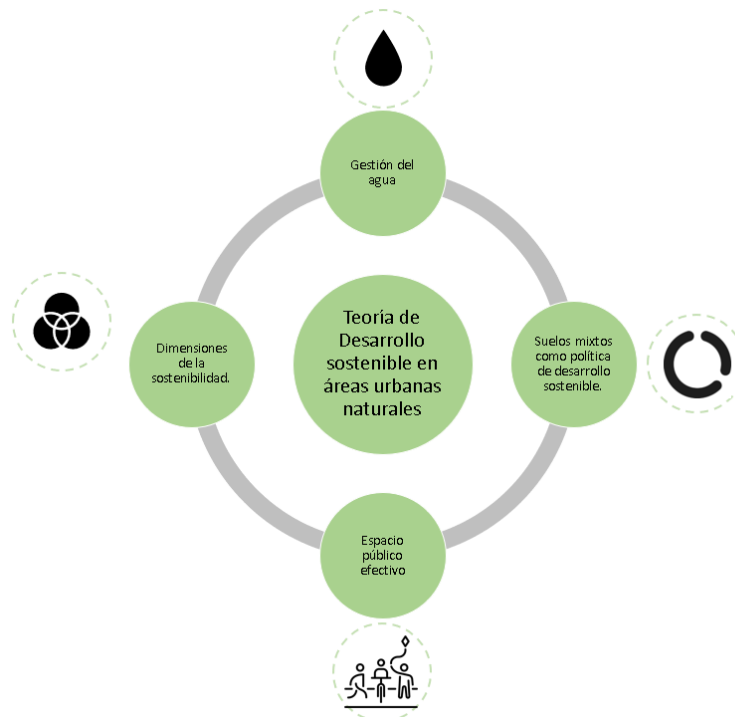 Gestión del
agua
Teoría de
Desarrollo
sostenible en
áreas urbanas
naturales
Dimensiones
de la
sostenibilidad.
Suelos mixtos
como política
de desarrollo
sostenible.
Espacio
público
efectivo